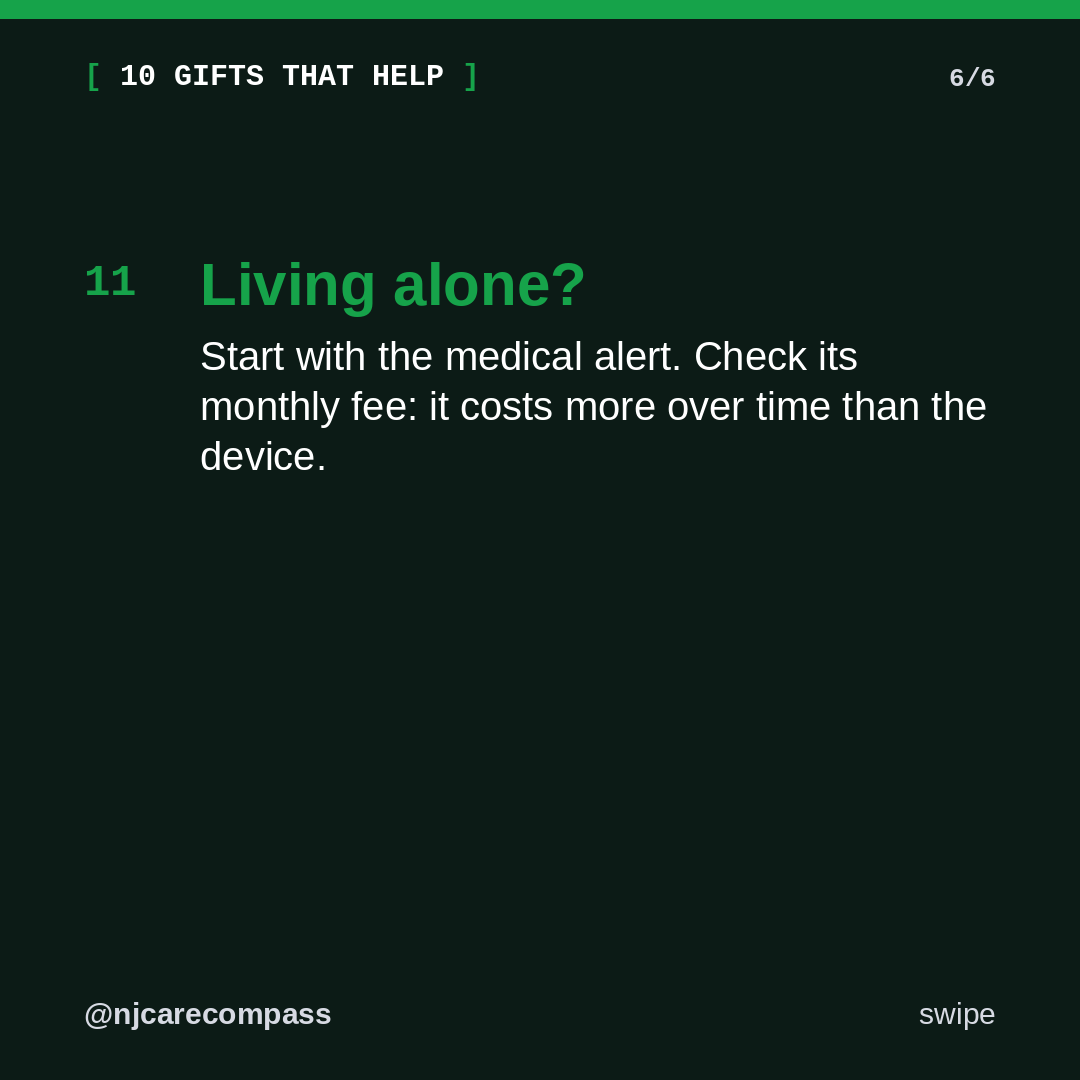 [ 10 GIFTS THAT HELP ]
6/6
11
Living alone?
Start with the medical alert. Check its
monthly fee: it costs more over time than the
device.
@njcarecompass
swipe